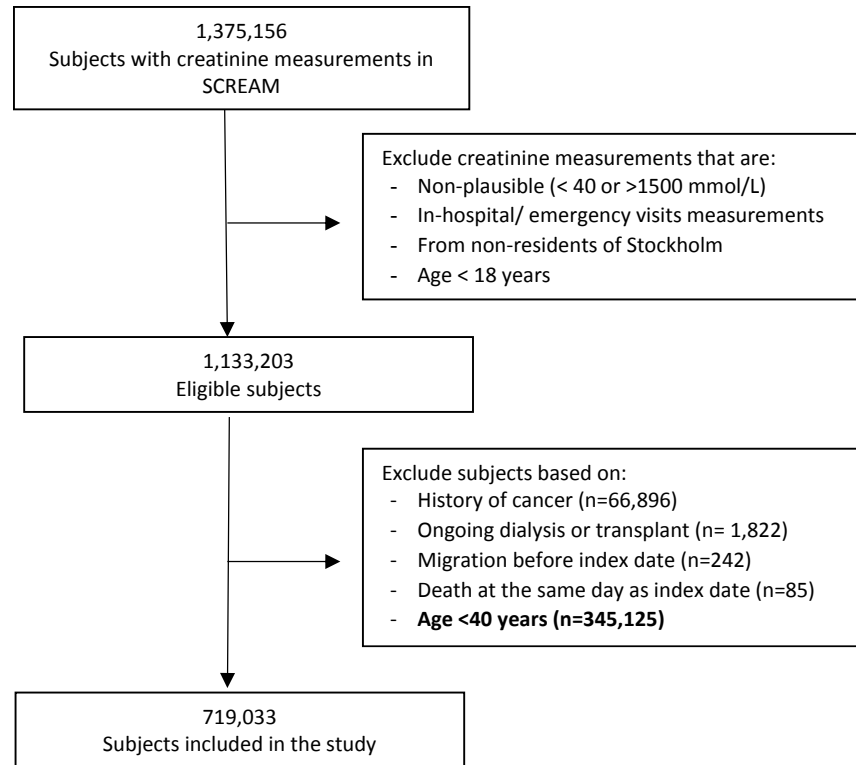 1,375,156
Subjects with creatinine measurements in
SCREAM
Exclude creatinine measurements that are:
- Non-plausible (< 40 or >1500 mmol/L)
- In-hospital/ emergency visits measurements
- From non-residents of Stockholm
- Age < 18 years
1,133,203
Eligible subjects
Exclude subjects based on:
- History of cancer (n=66,896)
- Ongoing dialysis or transplant (n= 1,822)
- Migration before index date (n=242)
- Death at the same day as index date (n=85)
- Age <40 years (n=345,125)
719,033
Subjects included in the study